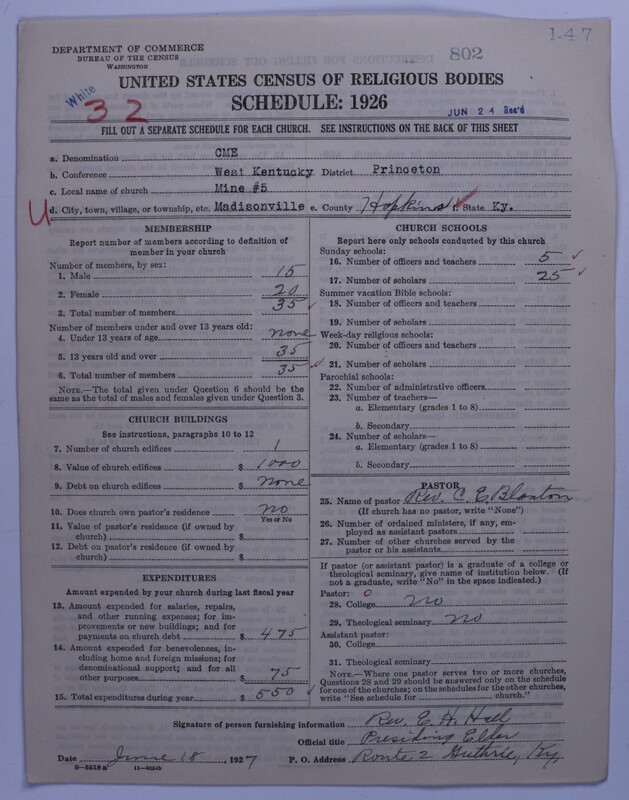 147
802
DEPARTMENT OF COMMERCE
BUREAU OF THE CENSUS
WASHINGTON
White
32
UNITED STATES CENSUS OF RELIGIOUS BODIES
SCHEDULE: 1926
JUN 24 Rec'd
FILL OUT A SEPARATE SCHEDULE FOR EACH CHURCH. SEE INSTRUCTIONS ON THE BACK OF THIS SHEET
a. Denomination CME
b. Conference West Kentucky District Princeton
c. Local name of church Mine #5
U d. City, town, village, or township, etc. Madisonville e. County Hopkins f. State Ky.
MEMBERSHIP
Report number of members according to definition of
member in your church
Number of members, by sex:
1. Male 15
2. Female 20
3. Total number of members 35
Number of members under and over 13 years old:
4. Under 13 years of age none
5. 13 years old and over 35
6. Total number of members 35
NOTE.—The total given under Question 6 should be the
same as the total of males and females given under Question 3.
CHURCH BUILDINGS
See instructions, paragraphs 10 to 12
7. Number of church edifices 1
8. Value of church edifices $ 1000
9. Debt on church edifices $ none
10. Does church own pastor's residence no
Yes or No
11. Value of pastor's residence (if owned by
church) $
12. Debt on pastor's residence (if owned by
church) $
EXPENDITURES
Amount expended by your church during last fiscal year
13. Amount expended for salaries, repairs,
and other running expenses; for im-
provements or new buildings; and for
payments on church debt $ 475
14. Amount expended for benevolences, in-
cluding home and foreign missions; for
denominational support; and for all
other purposes $ 75
15. Total expenditures during year $ 550
CHURCH SCHOOLS
Report here only schools conducted by this church
Sunday schools:
16. Number of officers and teachers 5
17. Number of scholars 25
Summer vacation Bible schools:
18. Number of officers and teachers
19. Number of scholars
Week-day religious schools:
20. Number of officers and teachers
21. Number of scholars
Parochial schools:
22. Number of administrative officers
23. Number of teachers—
a. Elementary (grades 1 to 8)
b. Secondary
24. Number of scholars—
a. Elementary (grades 1 to 8)
b. Secondary
PASTOR
25. Name of pastor Rev. C. E. Blanton
(If church has no pastor, write "None")
26. Number of ordained ministers, if any, em-
ployed as assistant pastors
27. Number of other churches served by the
pastor or his assistants
If pastor (or assistant pastor) is a graduate of a college or
theological seminary, give name of institution below. (If
not a graduate, write "No" in the space indicated.)
Pastor: 0
28. College no
29. Theological seminary no
Assistant pastor:
30. College
31. Theological seminary
NOTE.—Where one pastor serves two or more churches,
Questions 28 and 29 should be answered only on the schedule
for one of the churches; on the schedules for the other churches,
write "See schedule for church."
Signature of person furnishing information Rev. E. H. Hall
Official title Presiding Elder
Date June 18, 1927 P. O. Address Route 2 Guthrie, Ky.